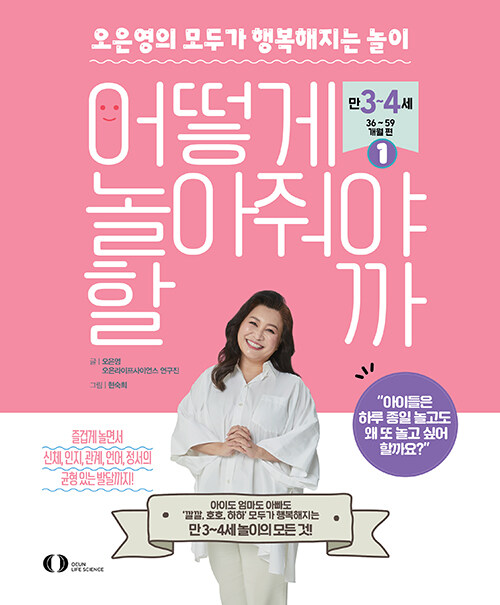 오은영의 모두가 행복해지는 놀이
어떻게
놀아줘야
할까
만3~4세
36 ~ 59
개월 편
1
글 | 오은영
오은라이프사이언스 연구진
그림 | 한숙희
"아이들은
하루 종일 놀고도
왜 또 놀고 싶어
할까요?"
즐겁게 놀면서
신체, 인지, 관계, 언어, 정서의
균형 있는 발달까지!
아이도 엄마도 아빠도
'깔깔, 호호, 하하' 모두가 행복해지는
만 3~4세 놀이의 모든 것!
OEUN
LIFE SCIENCE